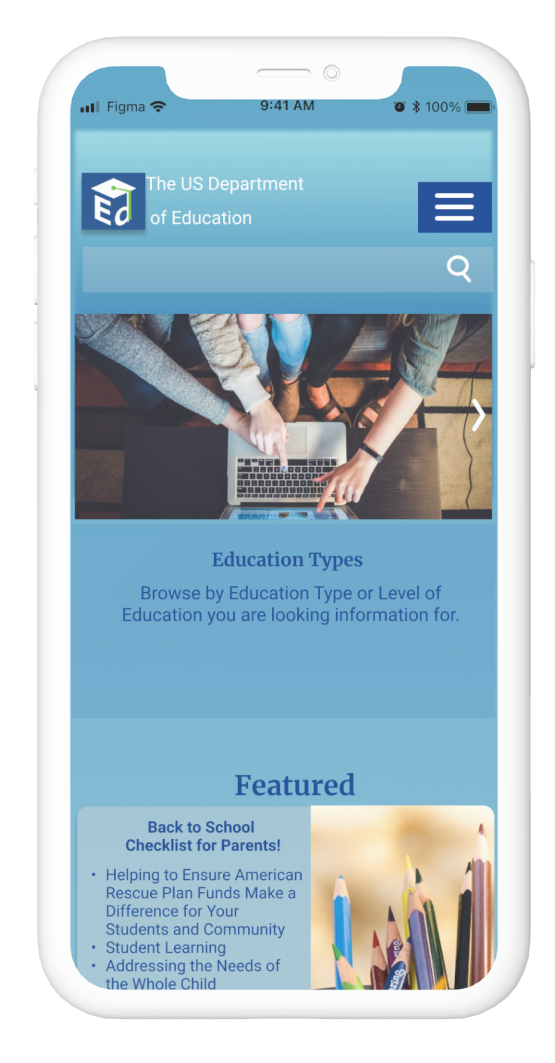 Figma 9:41 AM 100%
The US Department
Ed
of Education
Education Types
Browse by Education Type or Level of
Education you are looking information for.
Featured
Back to School
Checklist for Parents!
• Helping to Ensure American
Rescue Plan Funds Make a
Difference for Your
Students and Community
• Student Learning
• Addressing the Needs of
the Whole Child